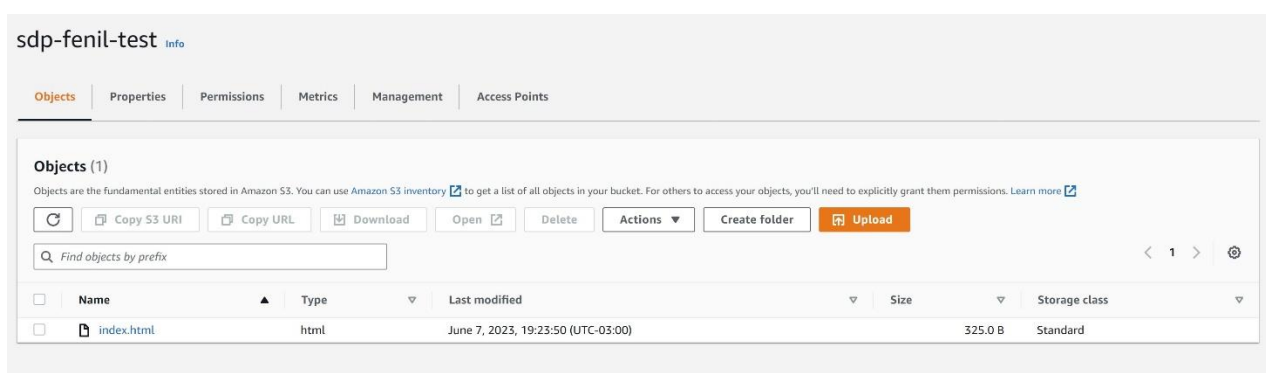 sdp-fenil-test Info
Objects Properties Permissions Metrics Management Access Points
Objects (1)
Objects are the fundamental entities stored in Amazon S3. You can use Amazon S3 inventory to get a list of all objects in your bucket. For others to access your objects, you'll need to explicitly grant them permissions. Learn more
Copy S3 URI Copy URL Download Open Delete Actions Create folder Upload
Find objects by prefix
1
Name Type Last modified Size Storage class
index.html html June 7, 2023, 19:23:50 (UTC-03:00) 325.0 B Standard